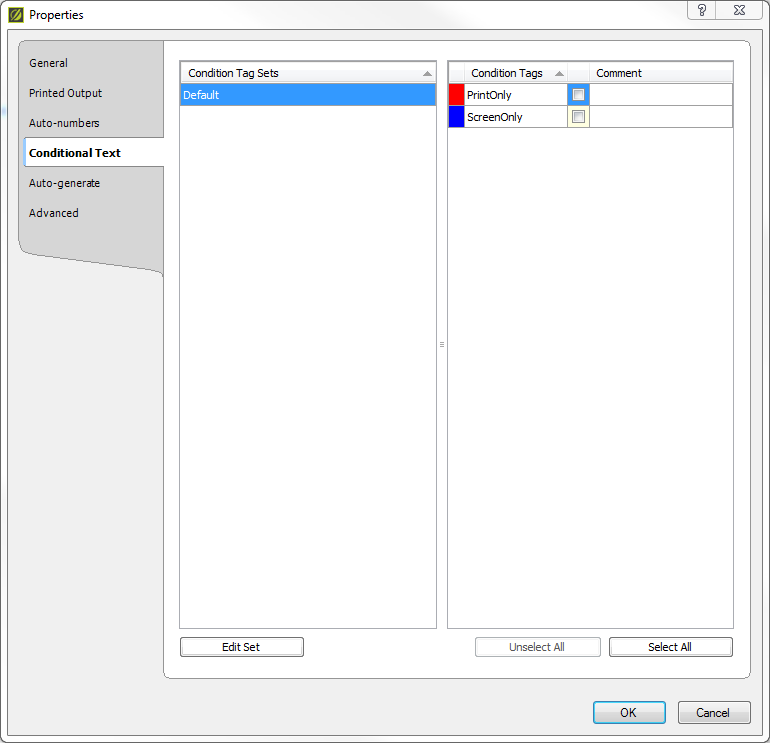 Properties
General
Printed Output
Auto-numbers
Conditional Text
Auto-generate
Advanced
Condition Tag Sets
Default
Condition Tags Comment
PrintOnly
ScreenOnly
Edit Set
Unselect All
Select All
OK
Cancel